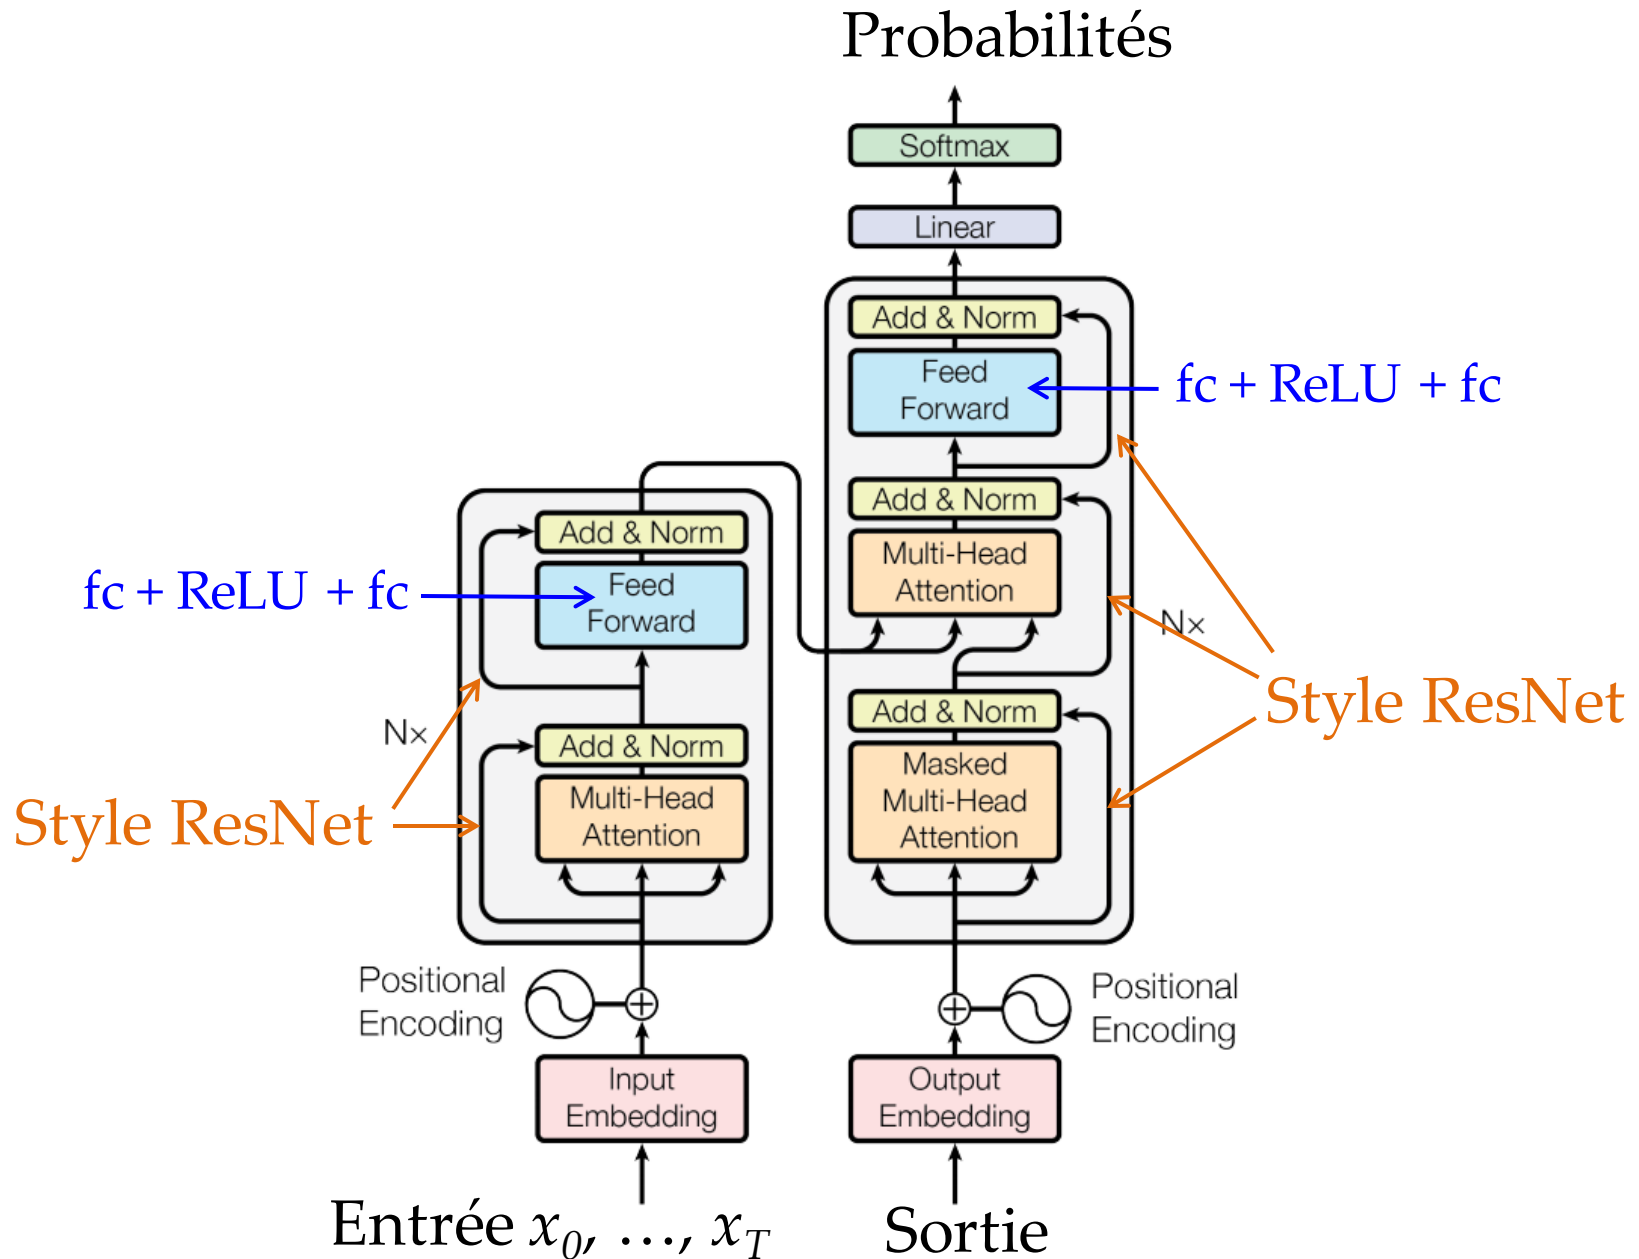 Probabilités
Softmax
Linear
Add & Norm
Feed
Forward
fc + ReLU + fc
Add & Norm
Multi-Head
Attention
Nx
Style ResNet
Add & Norm
Masked
Multi-Head
Attention
Add & Norm
Feed
Forward
fc + ReLU + fc
Nx
Add & Norm
Multi-Head
Attention
Style ResNet
Positional
Encoding
Positional
Encoding
Input
Embedding
Output
Embedding
Entrée x0, …, xT
Sortie